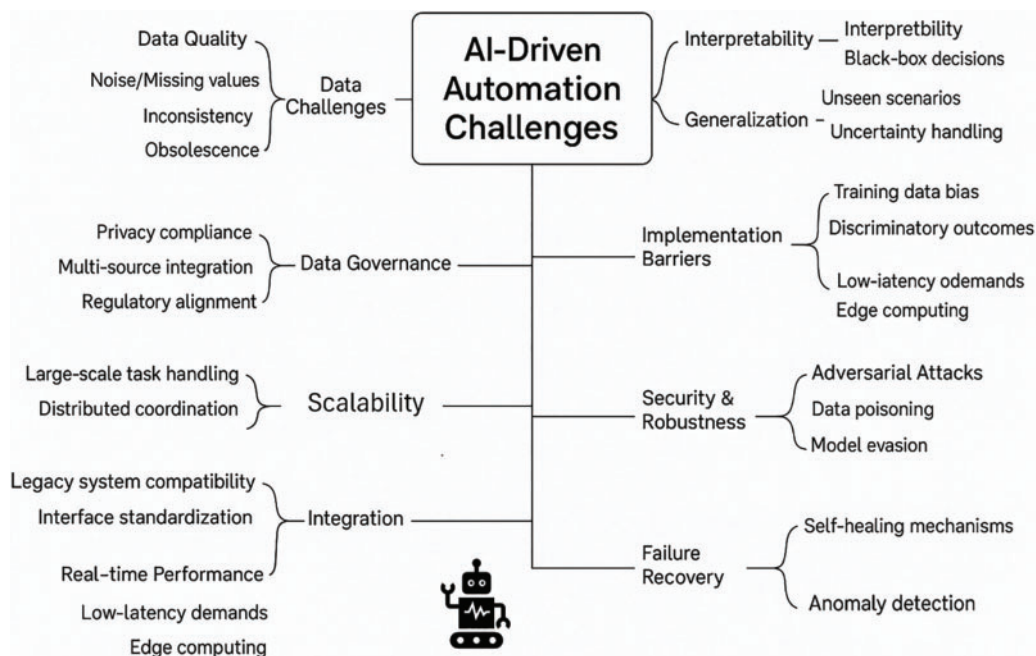 AI-Driven
Automation
Challenges
Data Quality
Noise/Missing values
Inconsistency
Obsolescence
Data
Challenges
Privacy compliance
Multi-source integration
Regulatory alignment
Data Governance
Large-scale task handling
Distributed coordination
Scalability
Legacy system compatibility
Interface standardization
Real-time Performance
Low-latency demands
Edge computing
Integration
Interpretability
Interpretbility
Black-box decisions
Generalization
Unseen scenarios
Uncertainty handling
Implementation
Barriers
Training data bias
Discriminatory outcomes
Low-iatency odemands
Edge computing
Security &
Robustness
Adversarial Attacks
Data poisoning
Model evasion
Failure
Recovery
Self-healing mechanisms
Anomaly detection